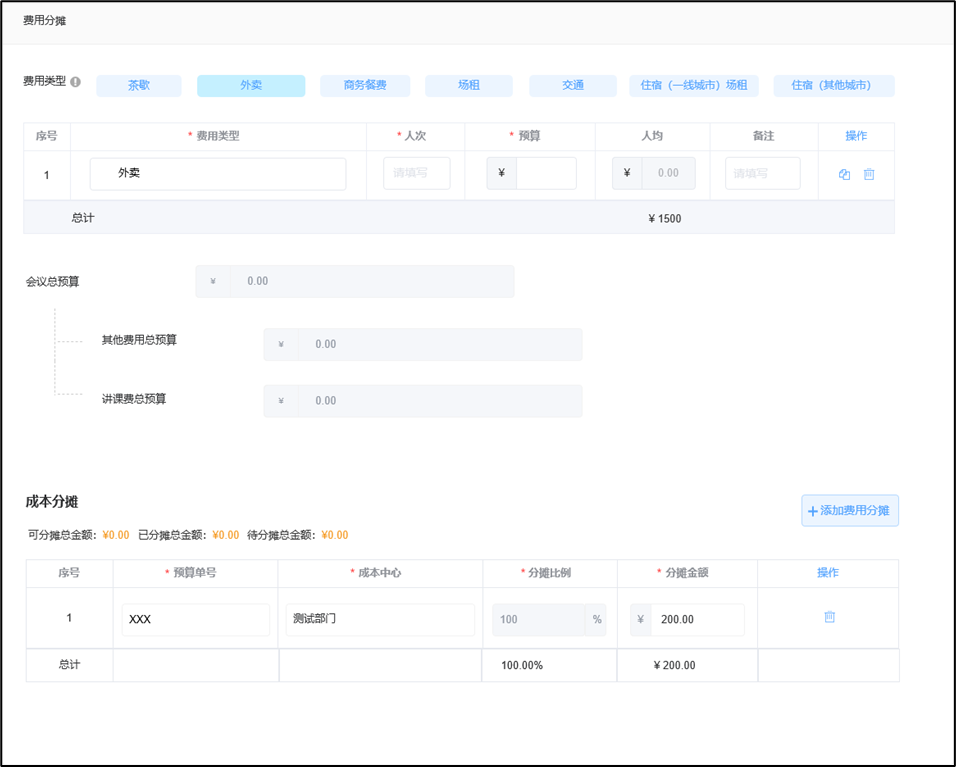 费用分摊
费用类型 茶歇 外卖 商务餐费 场租 交通 住宿（一线城市）场租 住宿（其他城市）
序号 * 费用类型 * 人次 * 预算 人均 备注 操作
1 外卖 请填写 ¥ ¥ 0.00 请填写
总计 ¥ 1500
会议总预算 ¥ 0.00
其他费用总预算 ¥ 0.00
讲课费总预算 ¥ 0.00
成本分摊 +添加费用分摊
可分摊总金额：¥0.00 已分摊总金额：¥0.00 待分摊总金额：¥0.00
序号 * 预算单号 * 成本中心 * 分摊比例 * 分摊金额 操作
1 XXX 测试部门 100 % ¥ 200.00
总计 100.00% ¥ 200.00